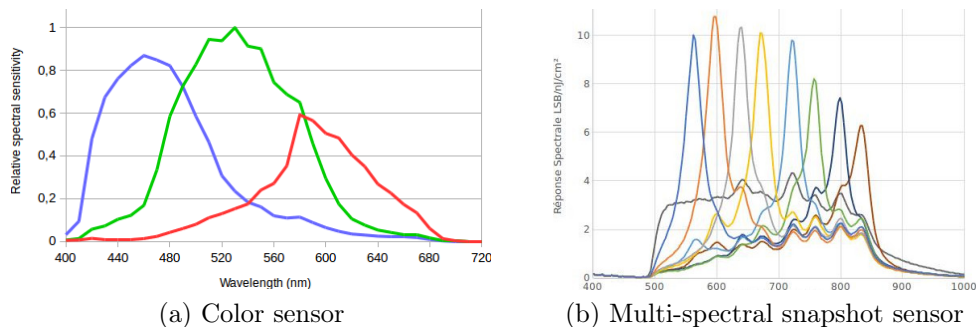 Relative spectral sensitivity
1
0,8
0,6
0,4
0,2
0
400 440 480 520 560 600 640 680 720
Wavelength (nm)
(a) Color sensor
Réponse Spectrale LSB/nJ/cm²
10
8
6
4
2
0
400 500 600 700 800 900 1000
(b) Multi-spectral snapshot sensor